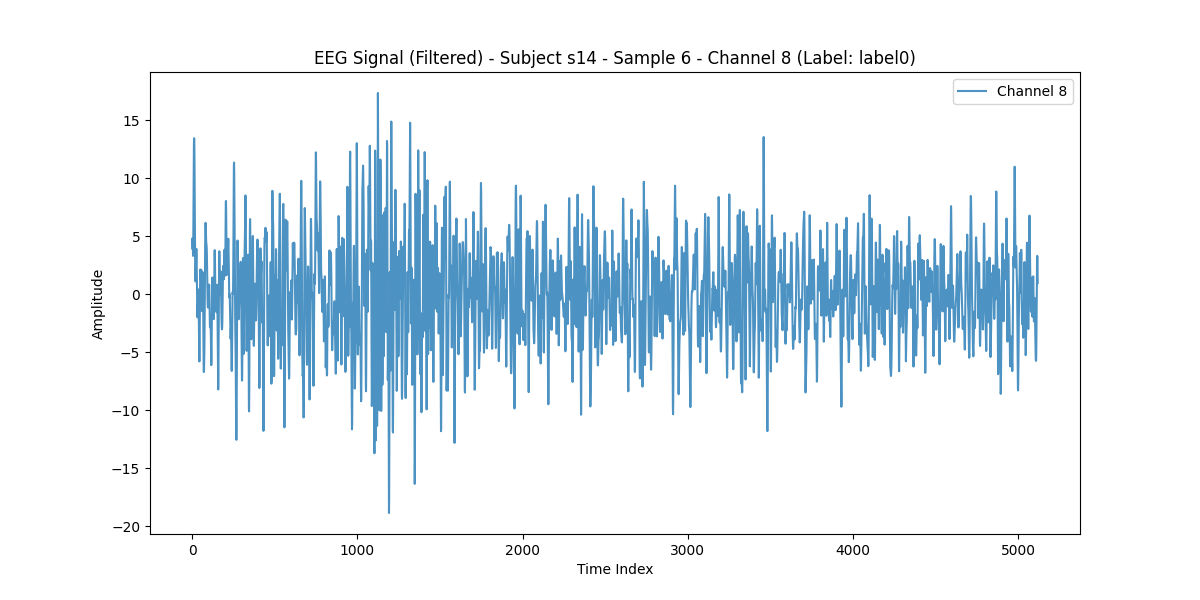 EEG Signal (Filtered) - Subject s14 - Sample 6 - Channel 8 (Label: label0)
Channel 8
Amplitude
15
10
5
0
−5
−10
−15
−20
0 1000 2000 3000 4000 5000
Time Index